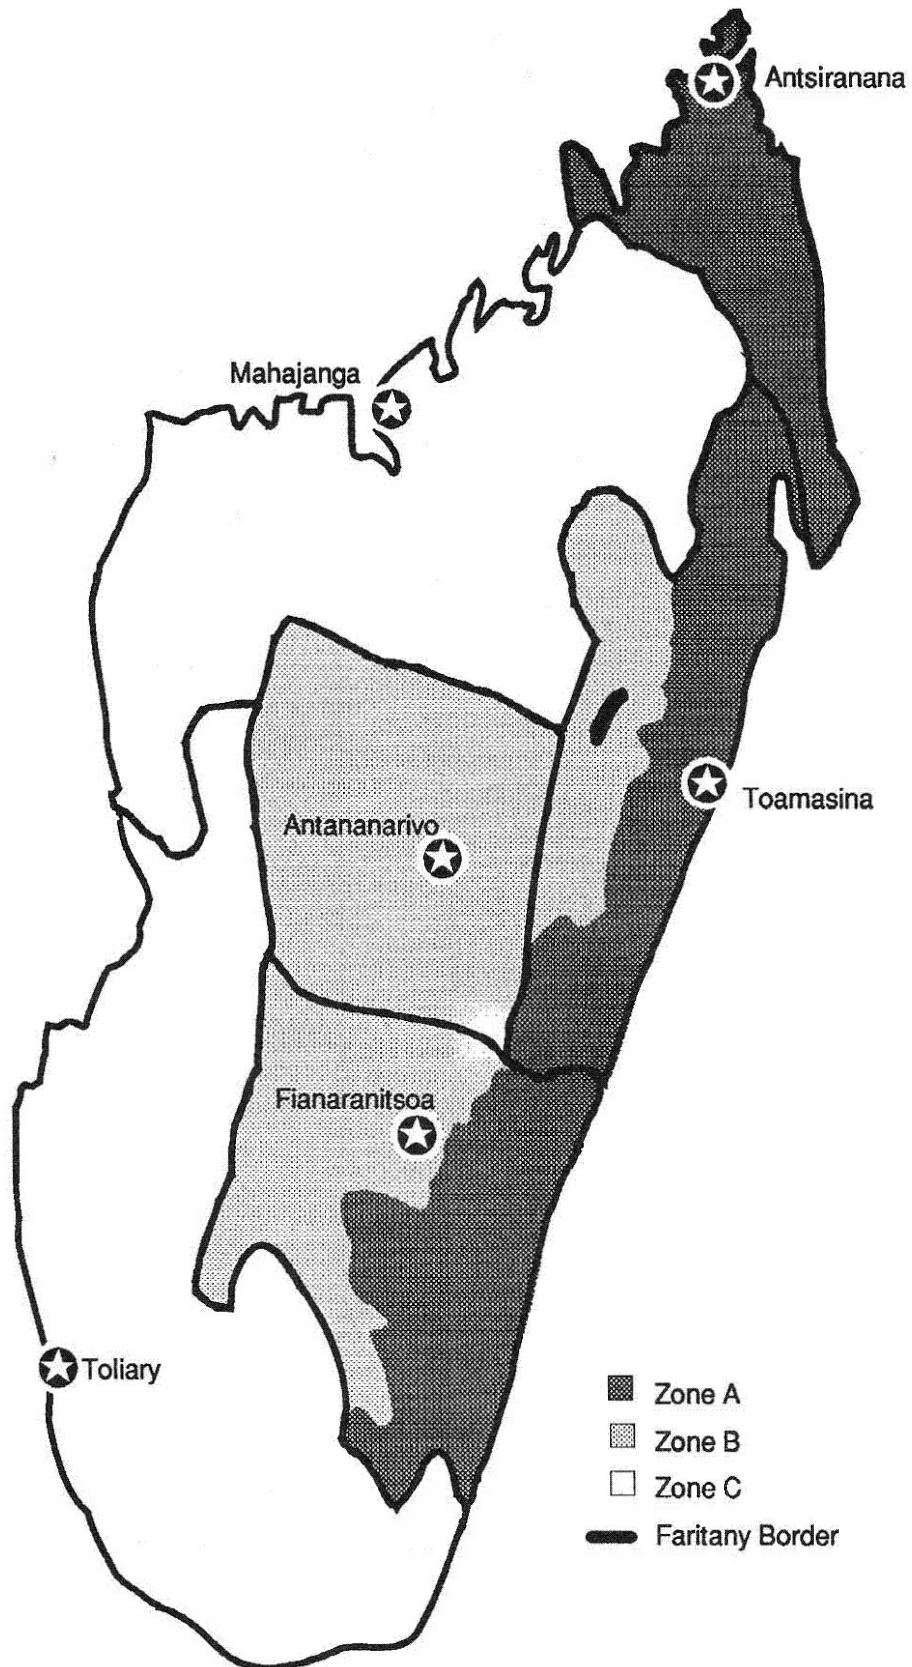 Antsiranana
Mahajanga
Toamasina
Antananarivo
Fianaranitsoa
Toliary
Zone A
Zone B
Zone C
Faritany Border